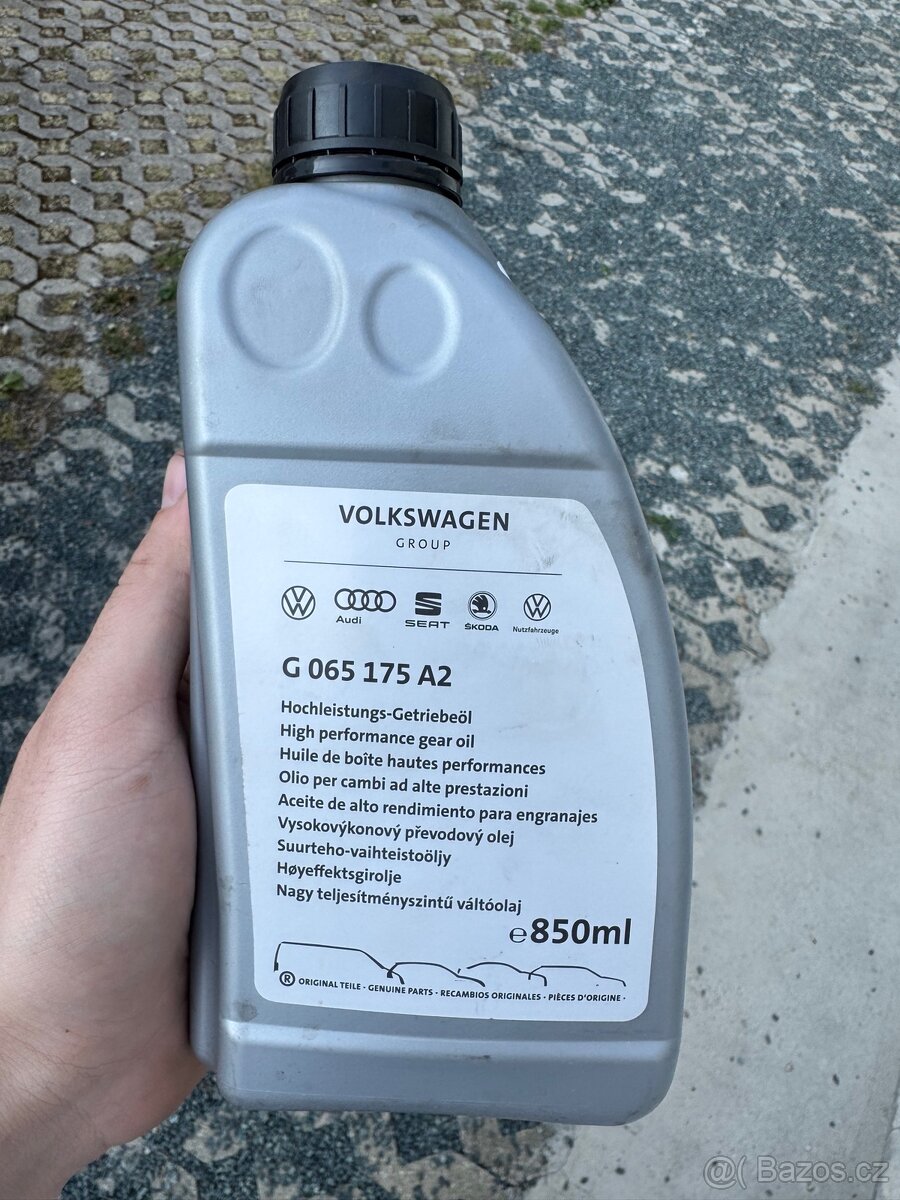 VOLKSWAGEN
GROUP
Audi
SEAT
ŠKODA
Nutzfahrzeuge
G 065 175 A2
Hochleistungs-Getriebeöl
High performance gear oil
Huile de boîte hautes performances
Olio per cambi ad alte prestazioni
Aceite de alto rendimiento para engranajes
Vysokovýkonový převodový olej
Suurteho-vaihteistoöljy
Høyeffektsgirolje
Nagy teljesítményszintű váltóolaj
℮850ml
® ORIGINAL TEILE · GENUINE PARTS · RECAMBIOS ORIGINALES · PIÈCES D'ORIGINE ·
@( Bazos.cz